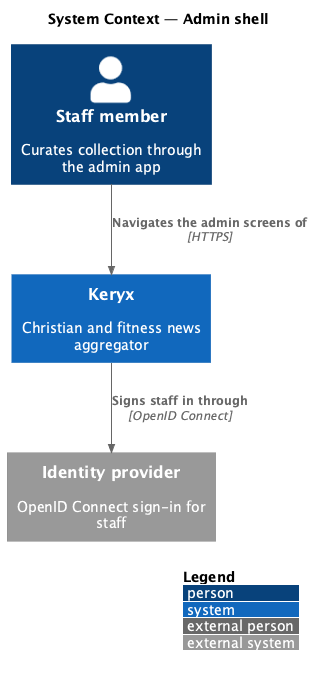 System Context — Admin shell
Staff member
Curates collection through
the admin app
Navigates the admin screens of
[HTTPS]
Keryx
Christian and fitness news
aggregator
Signs staff in through
[OpenID Connect]
Identity provider
OpenID Connect sign-in for
staff
Legend
person
system
external person
external system